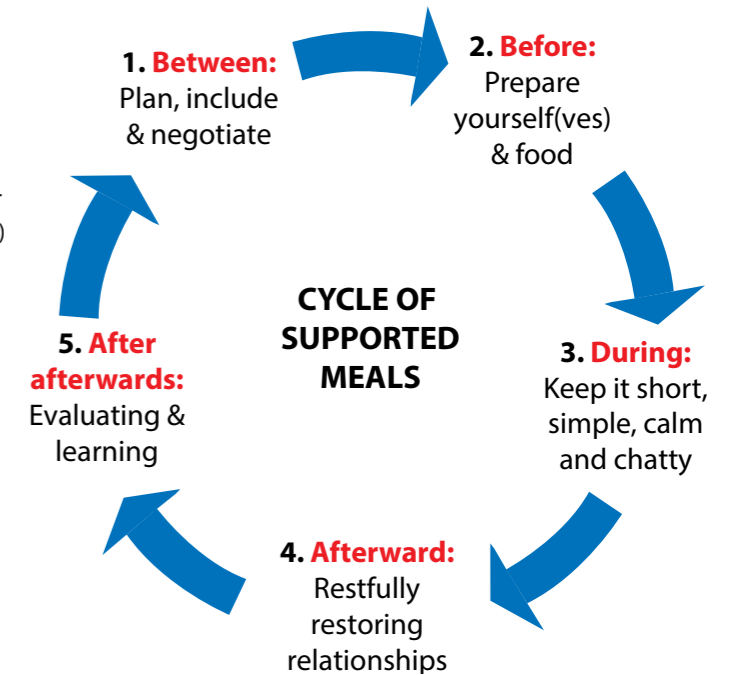 1. Between:
Plan, include
& negotiate
2. Before:
Prepare
yourself(ves)
& food
)
CYCLE OF
SUPPORTED
MEALS
3. During:
Keep it short,
simple, calm
and chatty
4. Afterward:
Restfully
restoring
relationships
5. After
afterwards:
Evaluating &
learning